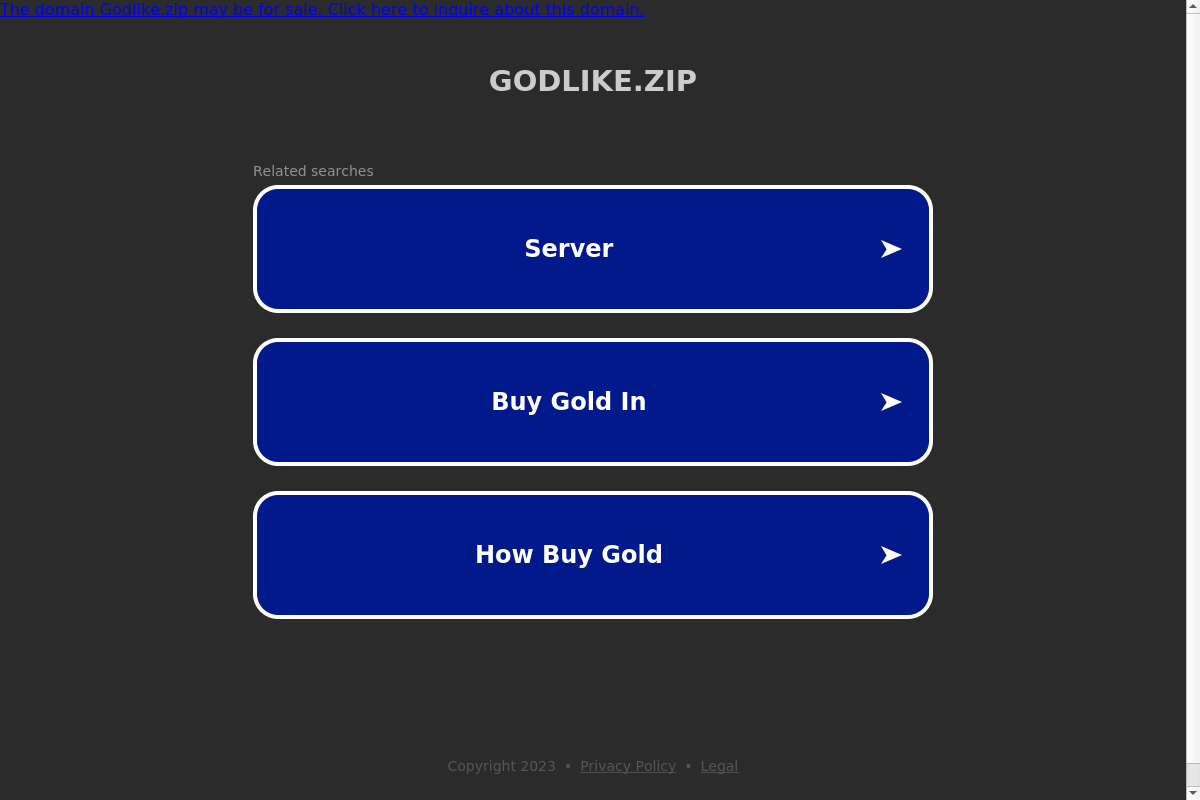 The domain Godlike.zip may be for sale. Click here to inquire about this domain.
GODLIKE.ZIP
Related searches
Server
Buy Gold In
How Buy Gold
Copyright 2023 • Privacy Policy • Legal